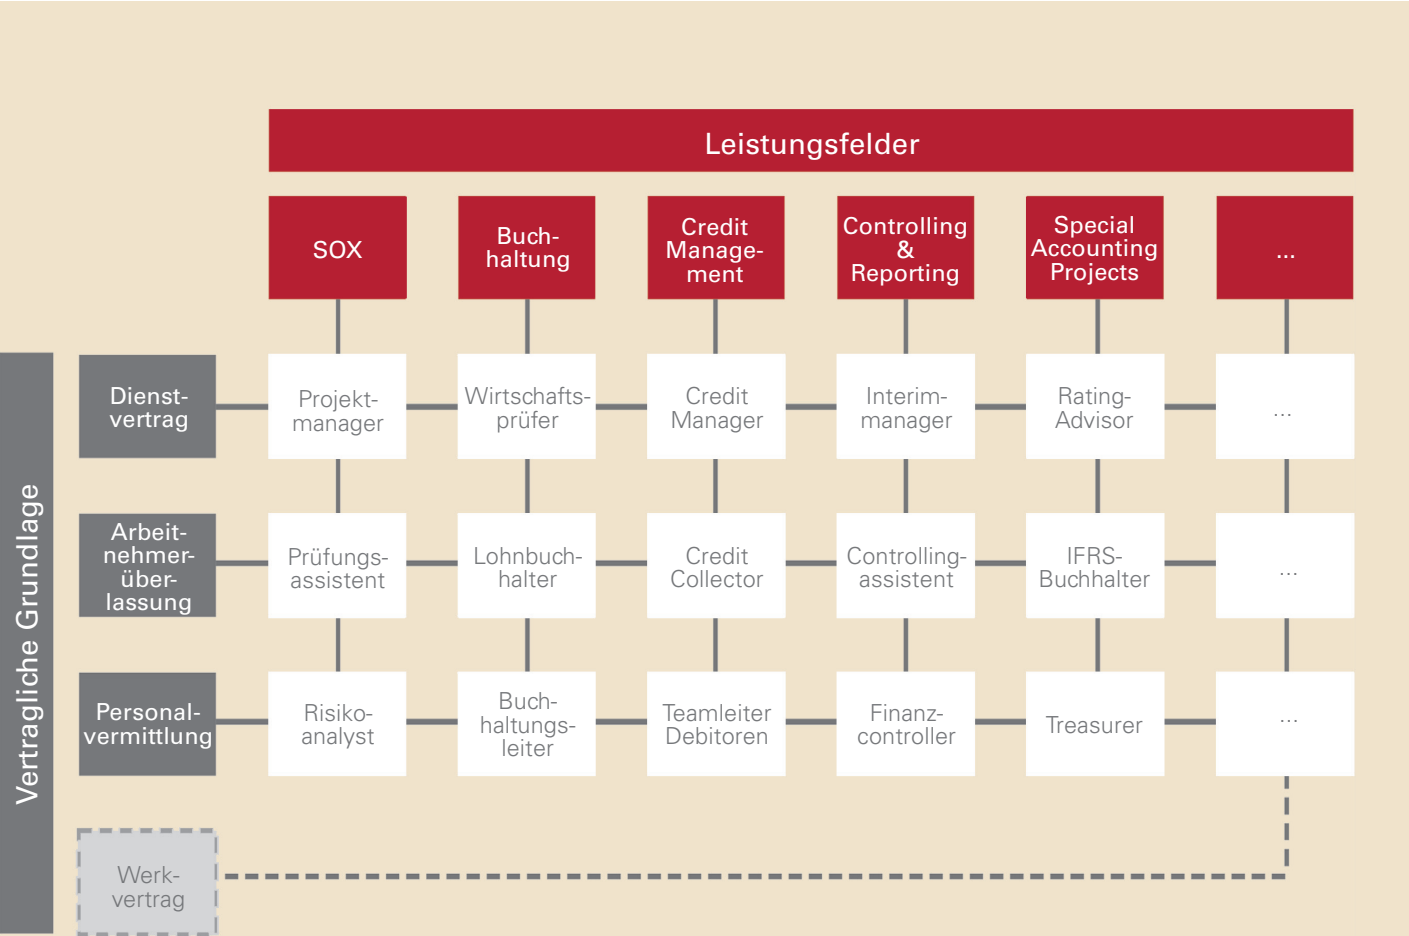 Leistungsfelder
SOX
Buch-
haltung
Credit
Manage-
ment
Controlling
&
Reporting
Special
Accounting
Projects
...
Vertragliche Grundlage
Dienst-
vertrag
Projekt-
manager
Wirtschafts-
prüfer
Credit
Manager
Interim-
manager
Rating-
Advisor
...
Arbeit-
nehmer-
über-
lassung
Prüfungs-
assistent
Lohnbuch-
halter
Credit
Collector
Controlling-
assistent
IFRS-
Buchhalter
...
Personal-
vermittlung
Risiko-
analyst
Buch-
haltungs-
leiter
Teamleiter
Debitoren
Finanz-
controller
Treasurer
...
Werk-
vertrag